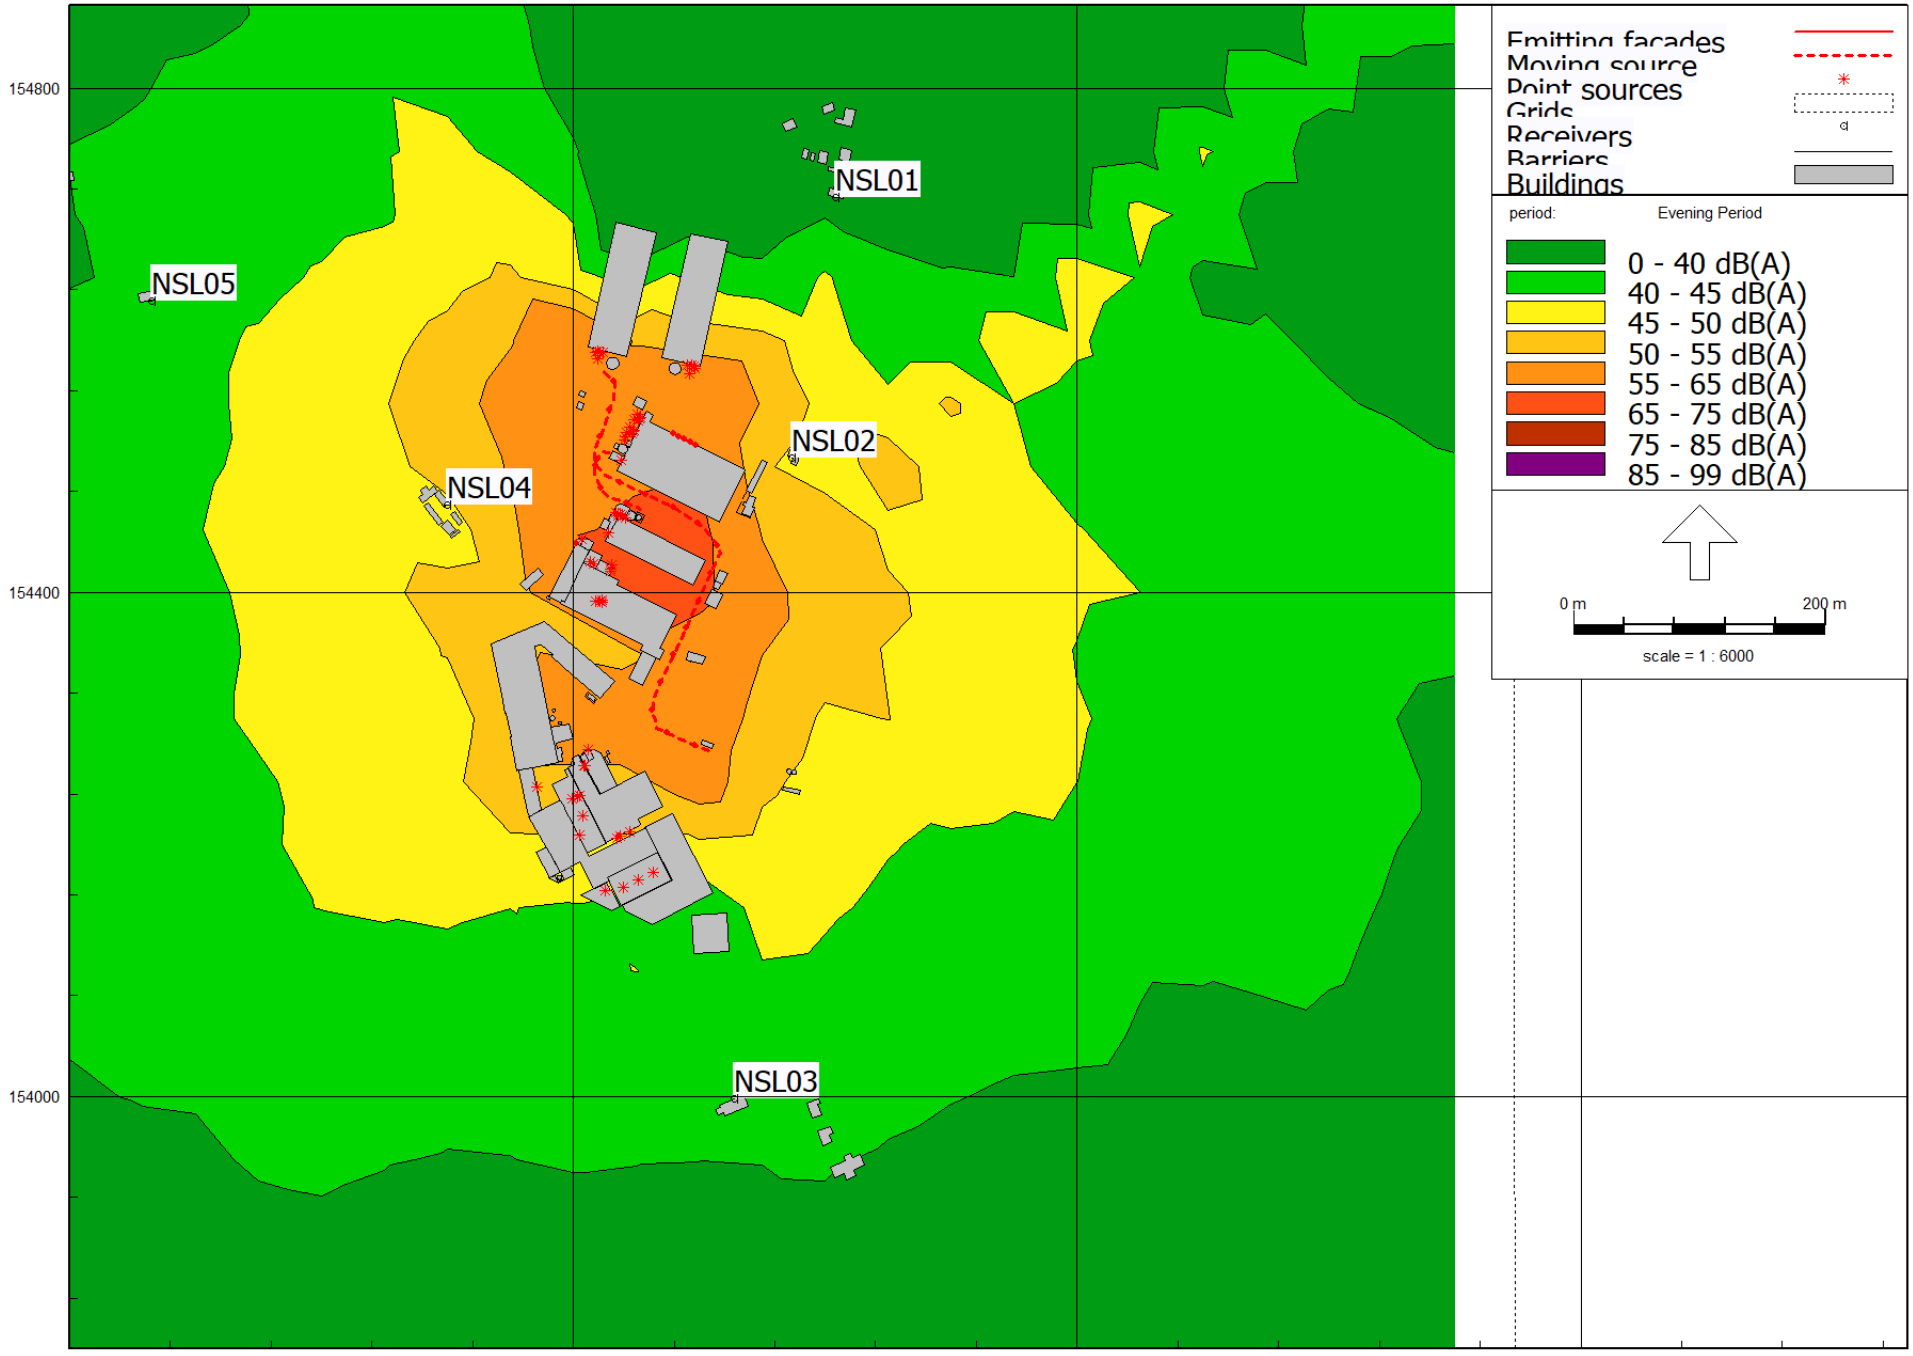 154800
154400
154000
NSL01
NSL05
NSL02
NSL04
NSL03
Emitting facades
Moving source
Point sources
Grids
Receivers
Barriers
Buildings
period: Evening Period
0 - 40 dB(A)
40 - 45 dB(A)
45 - 50 dB(A)
50 - 55 dB(A)
55 - 65 dB(A)
65 - 75 dB(A)
75 - 85 dB(A)
85 - 99 dB(A)
0 m 200 m
scale = 1 : 6000